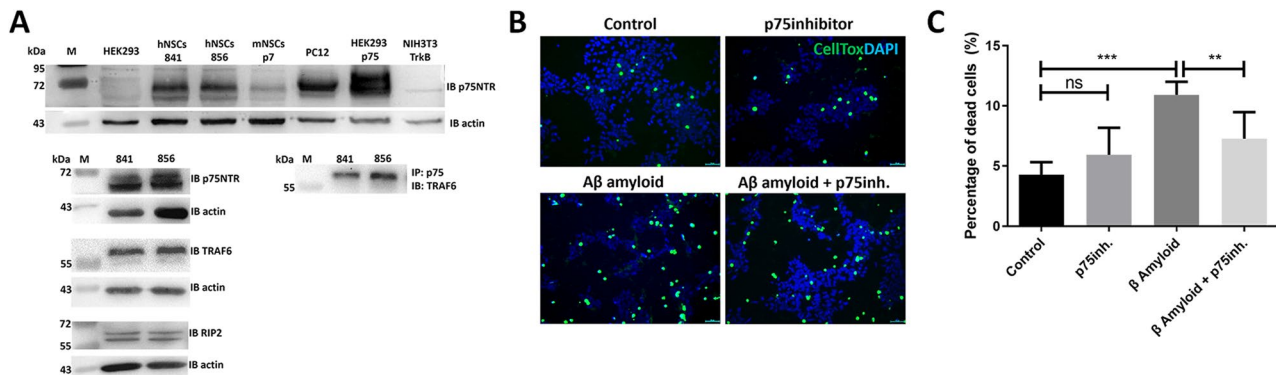 A
kDa
M
HEK293
hNSCs
841
hNSCs
856
mNSCs
p7
PC12
HEK293
p75
NIH3T3
TrkB
95
72
IB p75NTR
43
IB actin
kDa
M
841
856
72
IB p75NTR
43
IB actin
IB TRAF6
55
43
IB actin
72
IB RIP2
55
43
IB actin
kDa
M
841
856
55
IP: p75
IB: TRAF6
B
Control
p75inhibitor
CellToxDAPI
Aβ amyloid
Aβ amyloid + p75inh.
C
Percentage of dead cells (%)
15
10
5
0
***
**
ns
Control
p75inh.
β Amyloid
β Amyloid + p75inh.